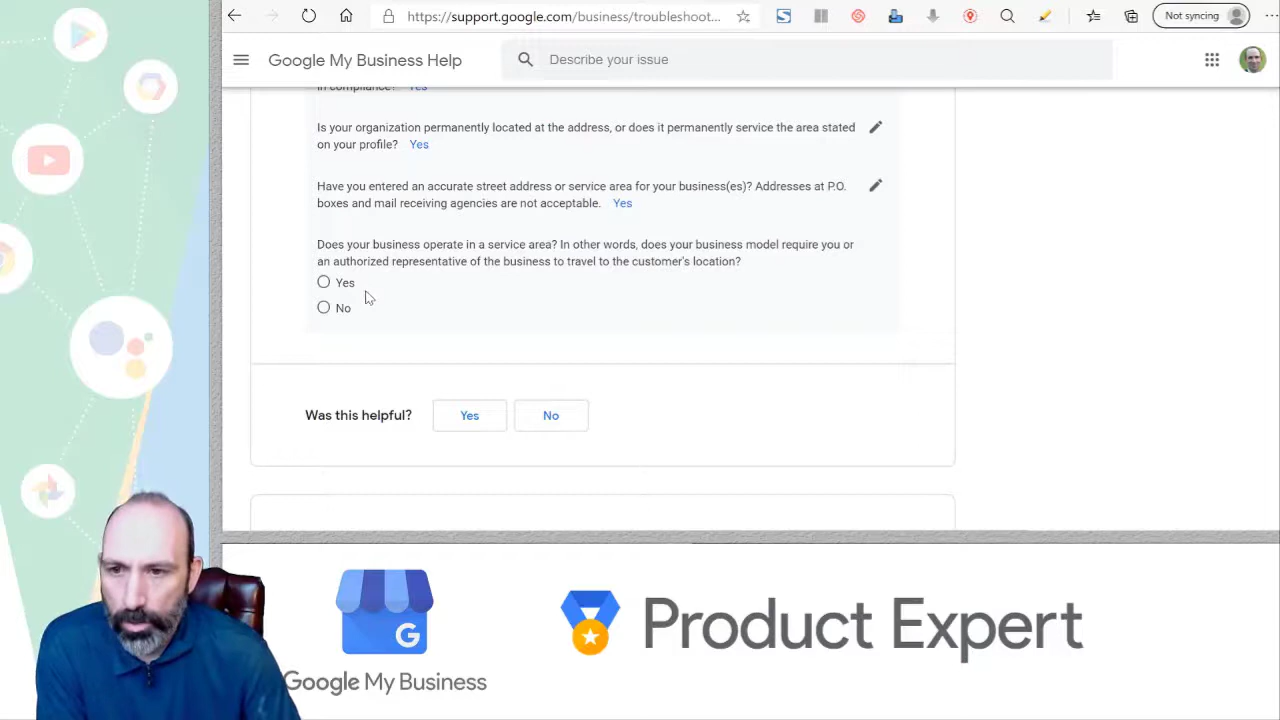 https://support.google.com/business/troubleshoot...
Not syncing
Google My Business Help
Describe your issue
in compliance? Yes
Is your organization permanently located at the address, or does it permanently service the area stated
on your profile? Yes
Have you entered an accurate street address or service area for your business(es)? Addresses at P.O.
boxes and mail receiving agencies are not acceptable. Yes
Does your business operate in a service area? In other words, does your business model require you or
an authorized representative of the business to travel to the customer's location?
Yes
No
Was this helpful? Yes No
G
Product Expert
Google My Business